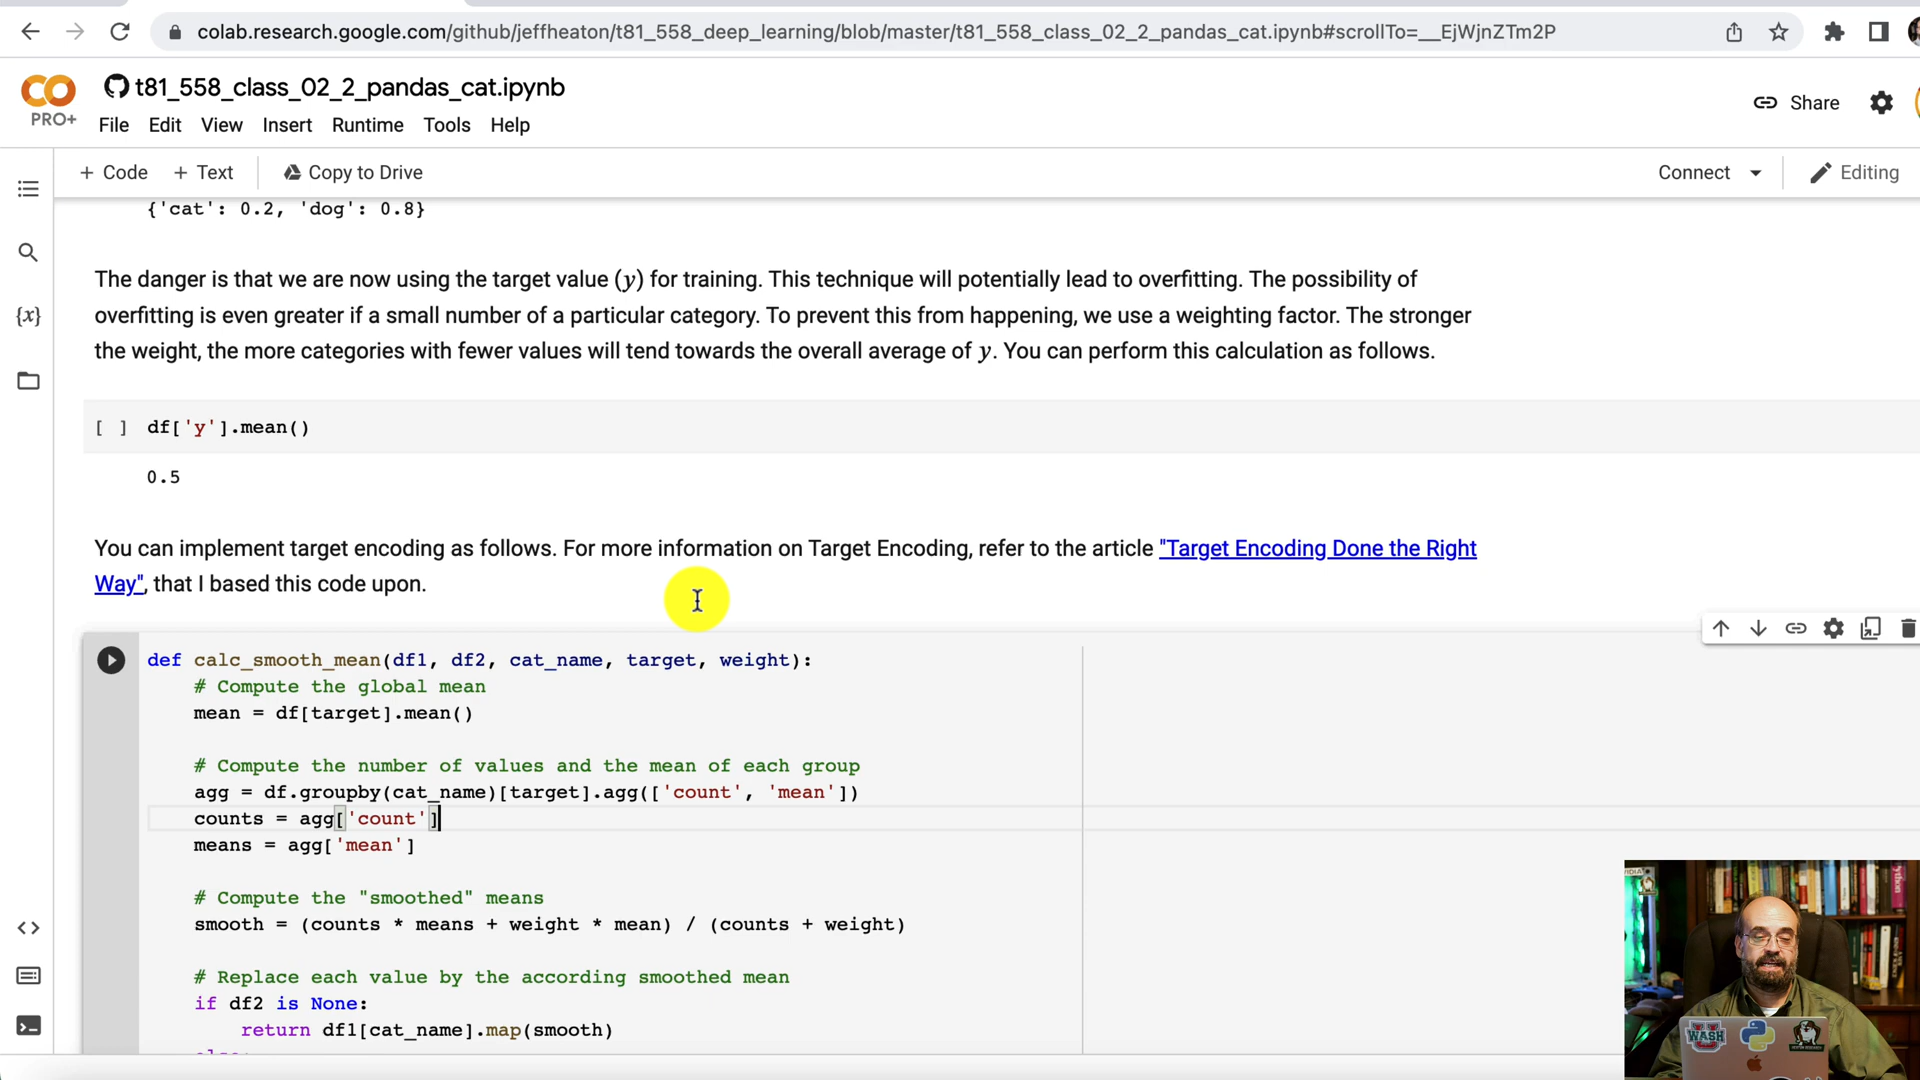 colab.research.google.com/github/jeffheaton/t81_558_deep_learning/blob/master/t81_558_class_02_2_pandas_cat.ipynb#scrollTo=__EjWjnZTm2P
t81_558_class_02_2_pandas_cat.ipynb
PRO+
File Edit View Insert Runtime Tools Help
Share
+ Code + Text Copy to Drive
Connect Editing
{'cat': 0.2, 'dog': 0.8}
The danger is that we are now using the target value (y) for training. This technique will potentially lead to overfitting. The possibility of
overfitting is even greater if a small number of a particular category. To prevent this from happening, we use a weighting factor. The stronger
the weight, the more categories with fewer values will tend towards the overall average of y. You can perform this calculation as follows.
[ ] df['y'].mean()
0.5
You can implement target encoding as follows. For more information on Target Encoding, refer to the article "Target Encoding Done the Right
Way", that I based this code upon.
def calc_smooth_mean(df1, df2, cat_name, target, weight):
# Compute the global mean
mean = df[target].mean()
# Compute the number of values and the mean of each group
agg = df.groupby(cat_name)[target].agg(['count', 'mean'])
counts = agg['count']
means = agg['mean']
# Compute the "smoothed" means
smooth = (counts * means + weight * mean) / (counts + weight)
# Replace each value by the according smoothed mean
if df2 is None:
return df1[cat_name].map(smooth)
WASH